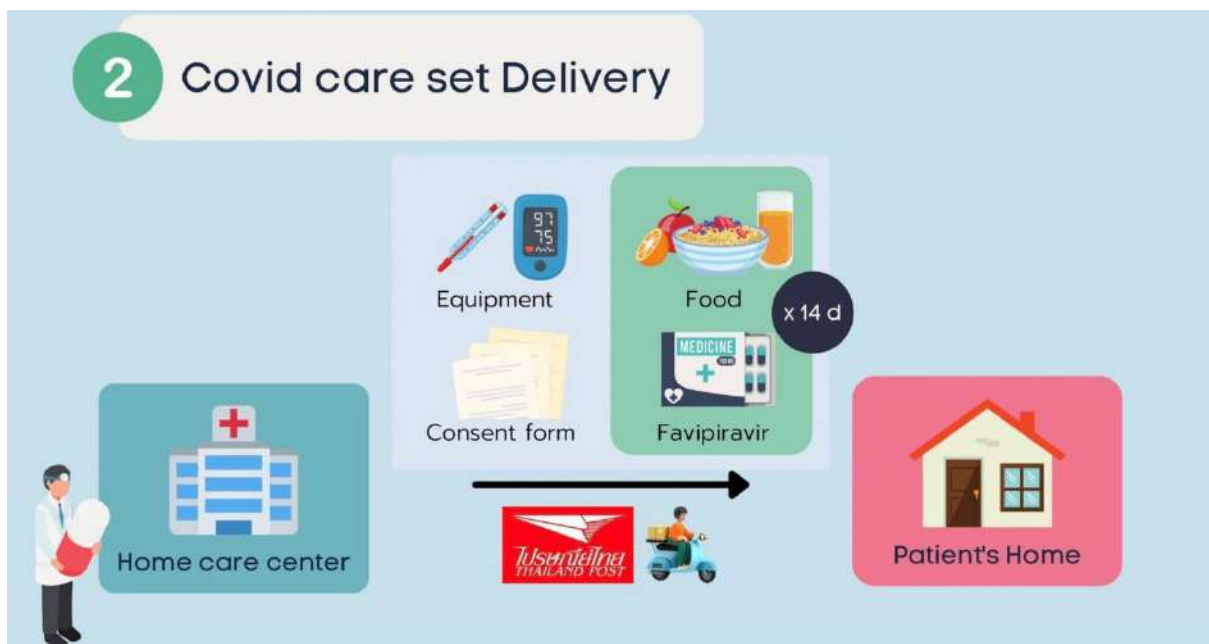 2
Covid care set Delivery
97
75
Equipment
Food
x 14 d
MEDICINE
Consent form
Favipiravir
Home care center
ไปรษณีย์ไทย
THAILAND POST
Patient's Home